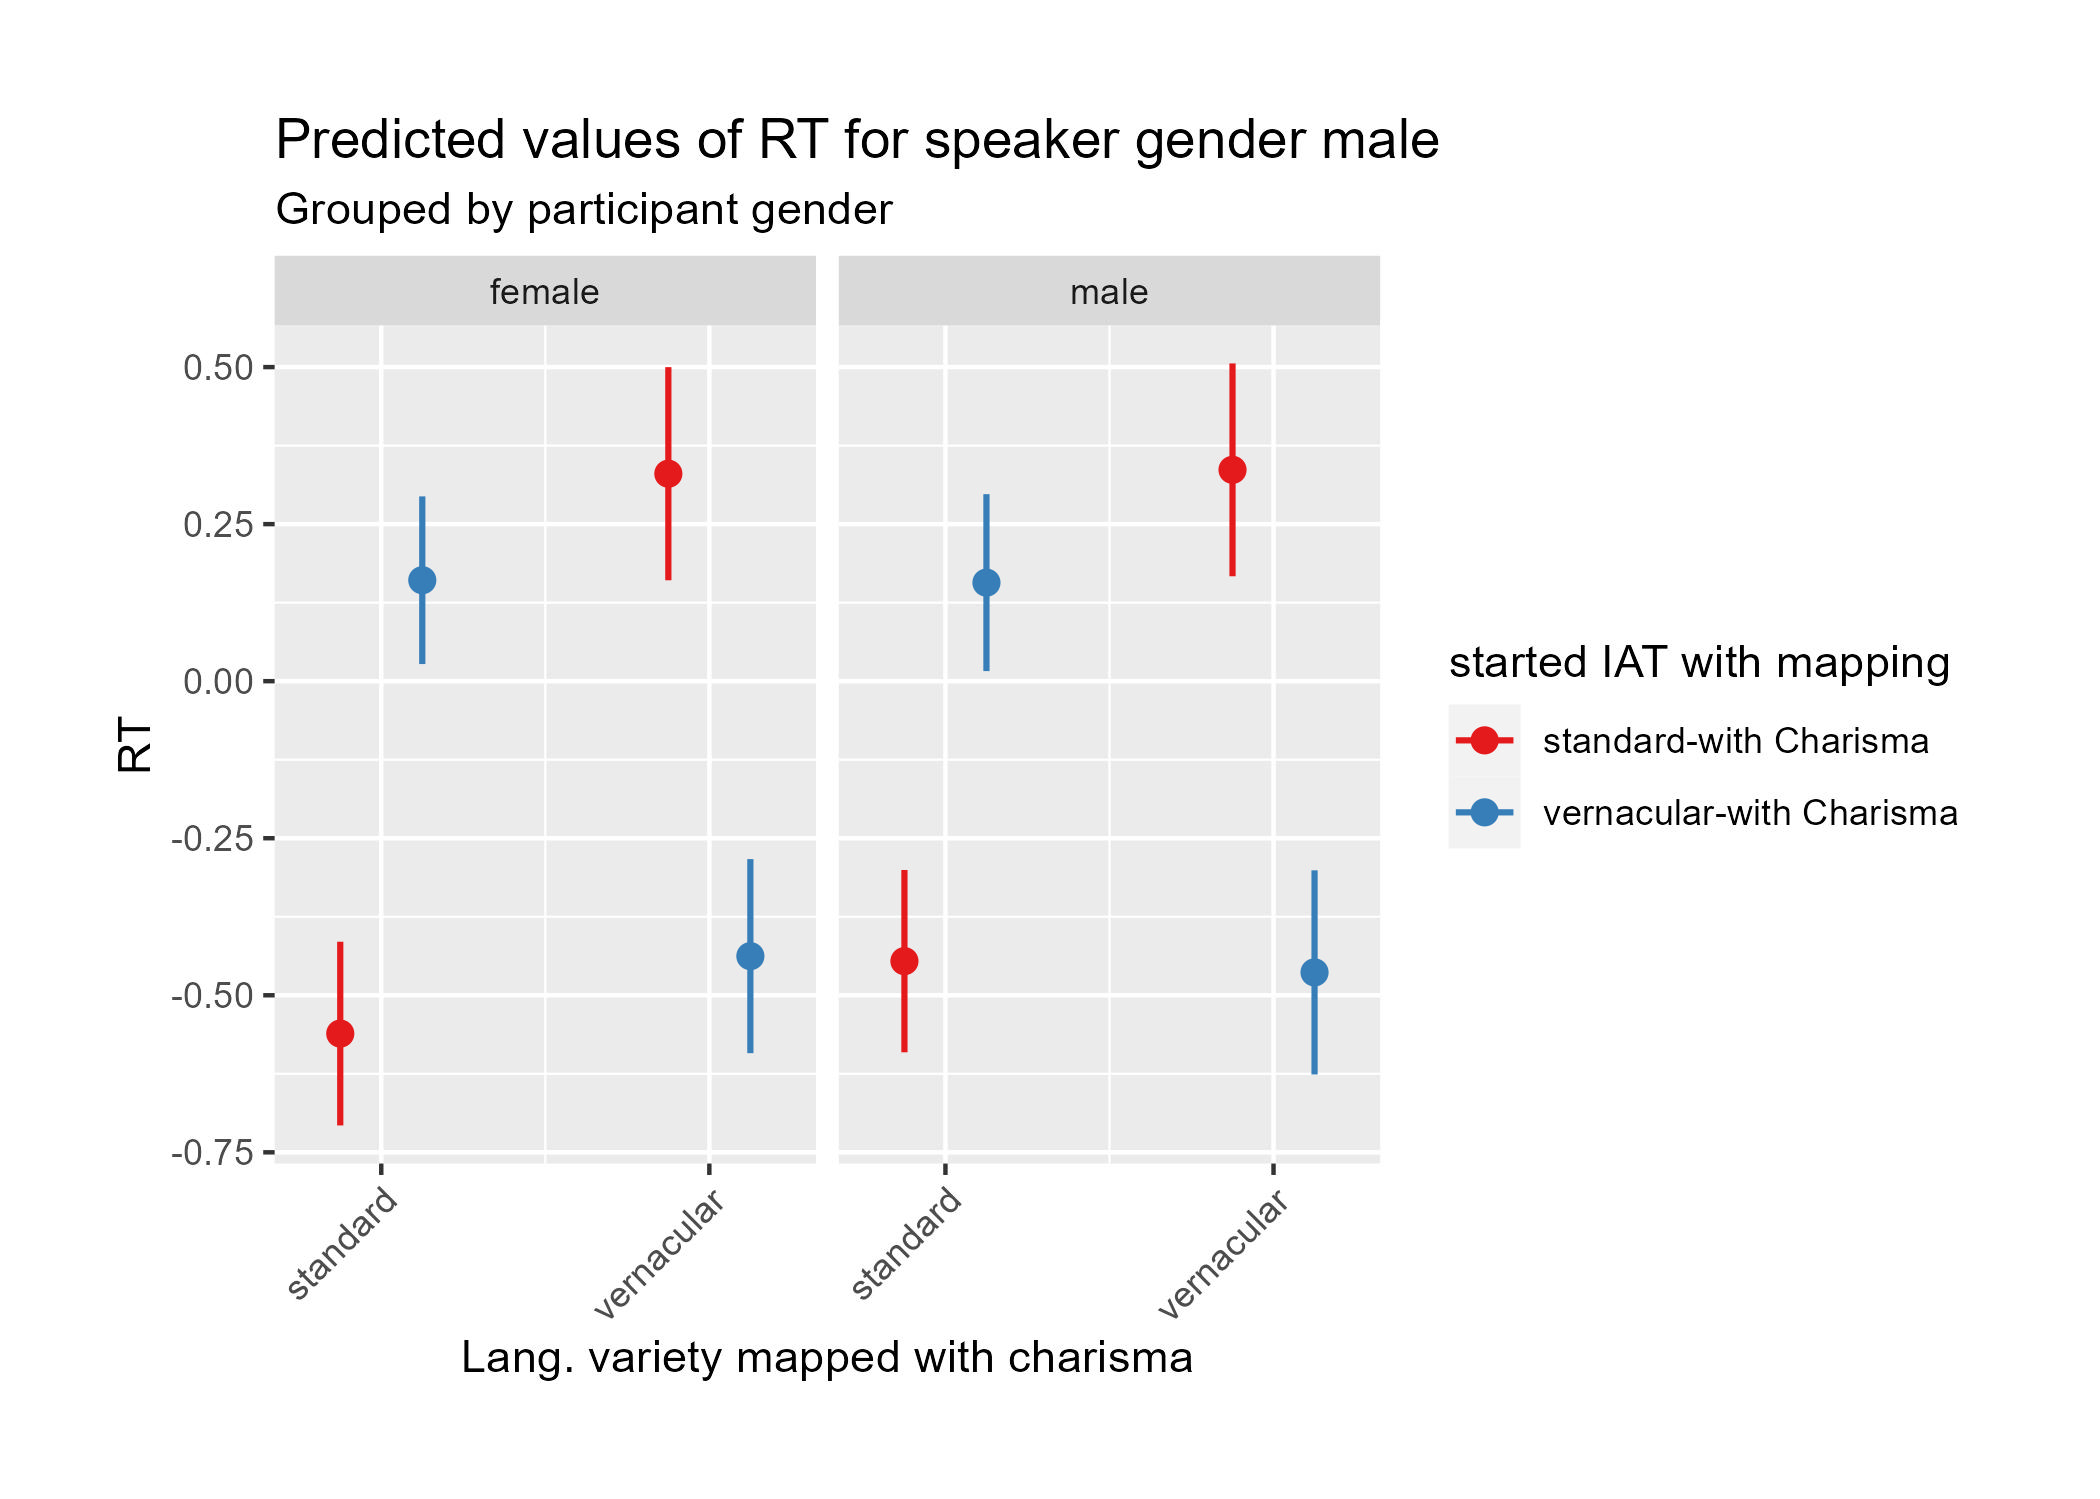 Predicted values of RT for speaker gender male
Grouped by participant gender
female
male
0.50
0.25
0.00
-0.25
-0.50
-0.75
RT
standard
vernacular
standard
vernacular
Lang. variety mapped with charisma
started IAT with mapping
standard-with Charisma
vernacular-with Charisma